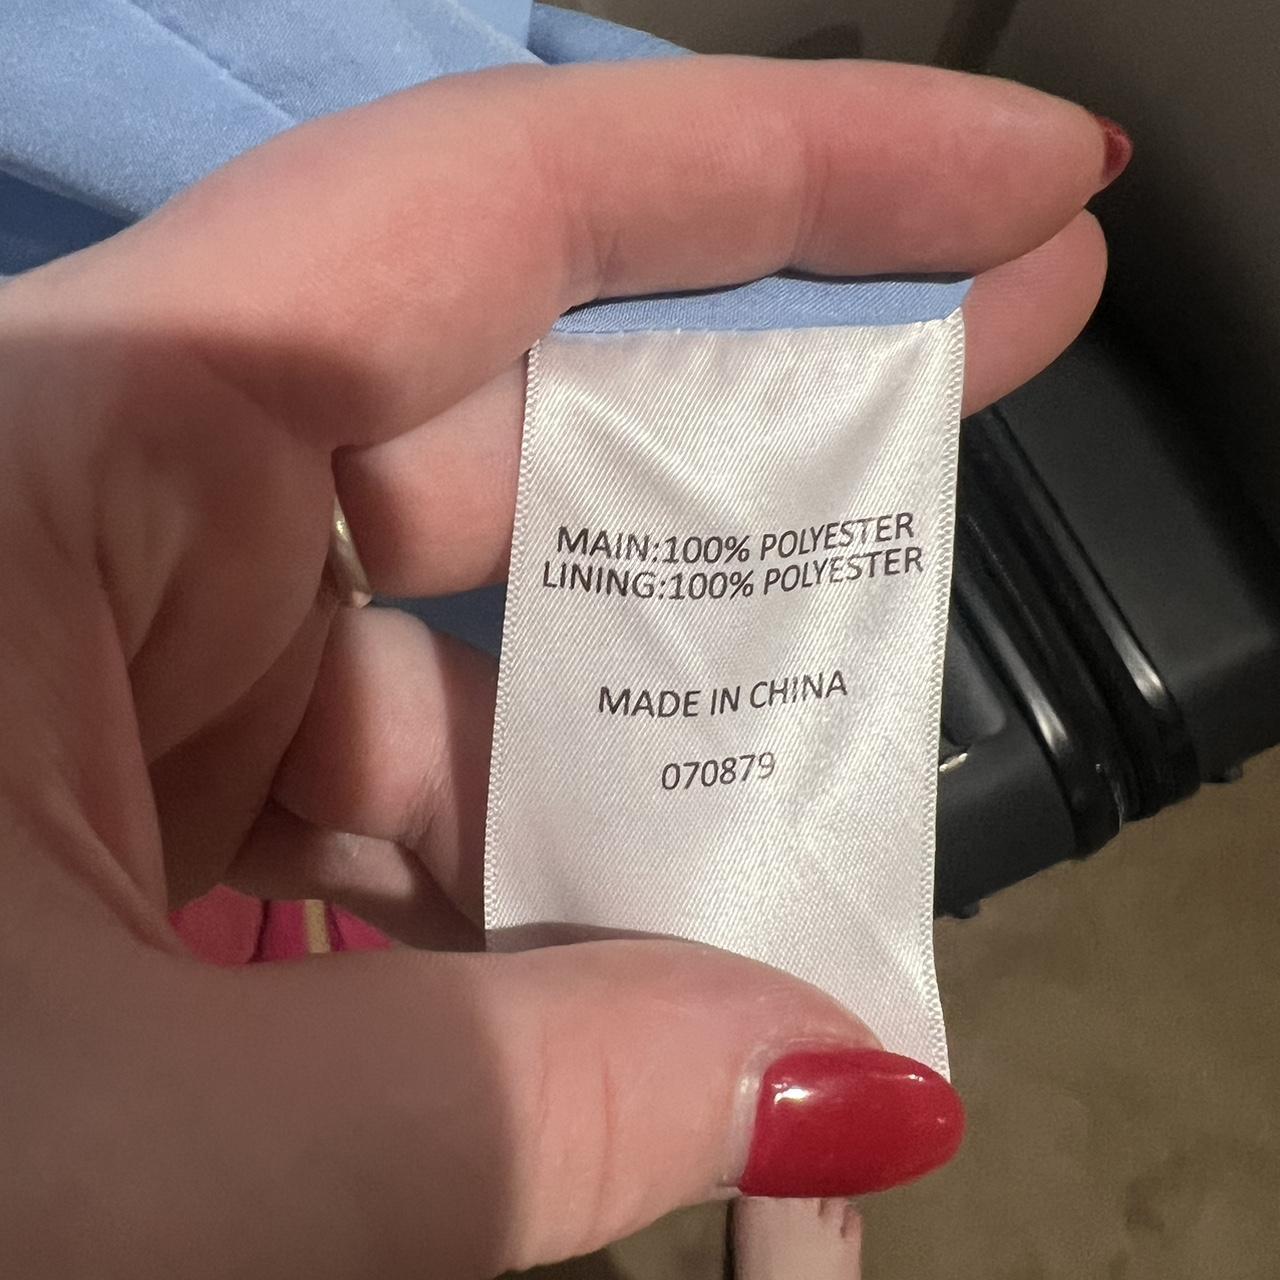 MAIN:100% POLYESTER
LINING:100% POLYESTER
MADE IN CHINA
070879